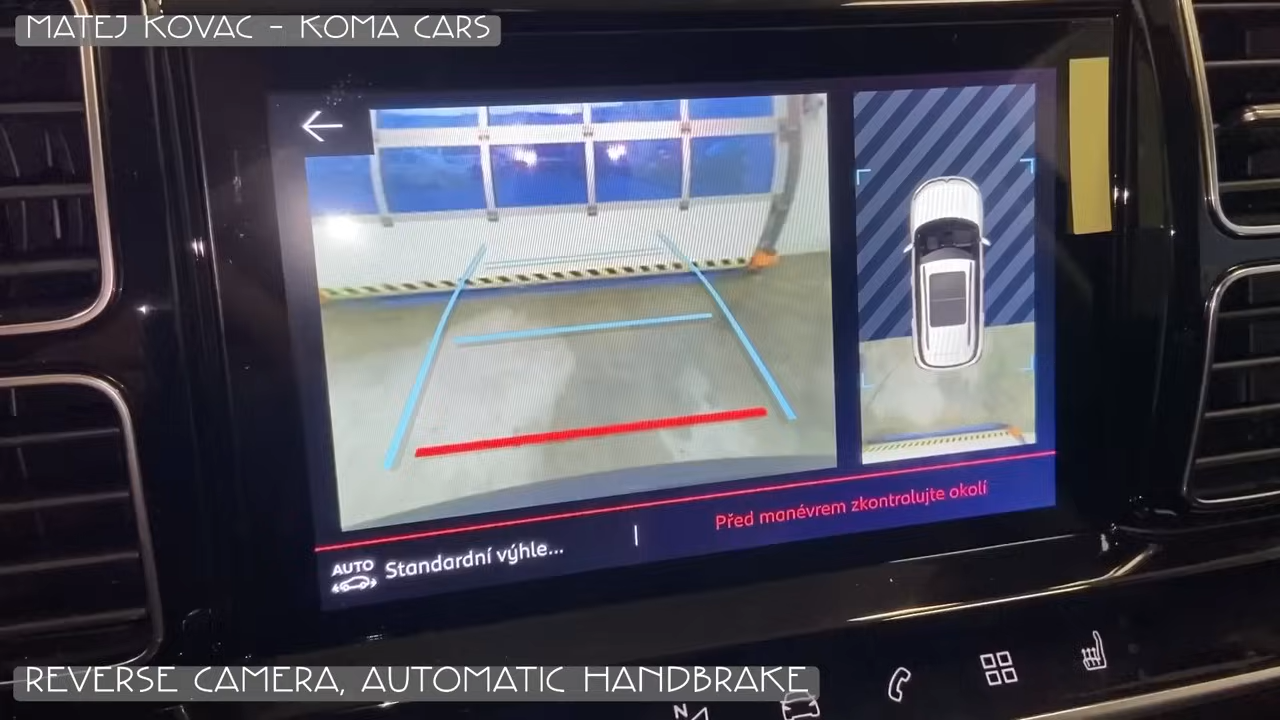 MATEJ KOVAC - KOMA CARS
AUTO
Standardní výhle...
Před manévrem zkontrolujte okolí
REVERSE CAMERA, AUTOMATIC HANDBRAKE
N